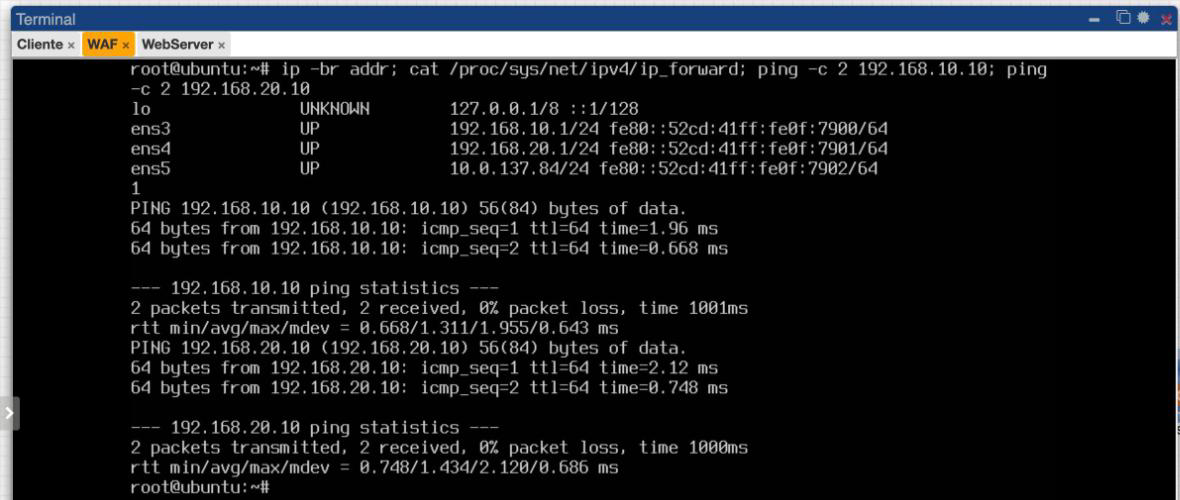 Terminal
Cliente × WAF × WebServer ×
root@ubuntu:~# ip -br addr; cat /proc/sys/net/ipv4/ip_forward; ping -c 2 192.168.10.10; ping
-c 2 192.168.20.10
lo UNKNOWN 127.0.0.1/8 ::1/128
ens3 UP 192.168.10.1/24 fe80::52cd:41ff:fe0f:7900/64
ens4 UP 192.168.20.1/24 fe80::52cd:41ff:fe0f:7901/64
ens5 UP 10.0.137.84/24 fe80::52cd:41ff:fe0f:7902/64
1
PING 192.168.10.10 (192.168.10.10) 56(84) bytes of data.
64 bytes from 192.168.10.10: icmp_seq=1 ttl=64 time=1.96 ms
64 bytes from 192.168.10.10: icmp_seq=2 ttl=64 time=0.668 ms
--- 192.168.10.10 ping statistics ---
2 packets transmitted, 2 received, 0% packet loss, time 1001ms
rtt min/avg/max/mdev = 0.668/1.311/1.955/0.643 ms
PING 192.168.20.10 (192.168.20.10) 56(84) bytes of data.
64 bytes from 192.168.20.10: icmp_seq=1 ttl=64 time=2.12 ms
64 bytes from 192.168.20.10: icmp_seq=2 ttl=64 time=0.748 ms
--- 192.168.20.10 ping statistics ---
2 packets transmitted, 2 received, 0% packet loss, time 1000ms
rtt min/avg/max/mdev = 0.748/1.434/2.120/0.686 ms
root@ubuntu:~#